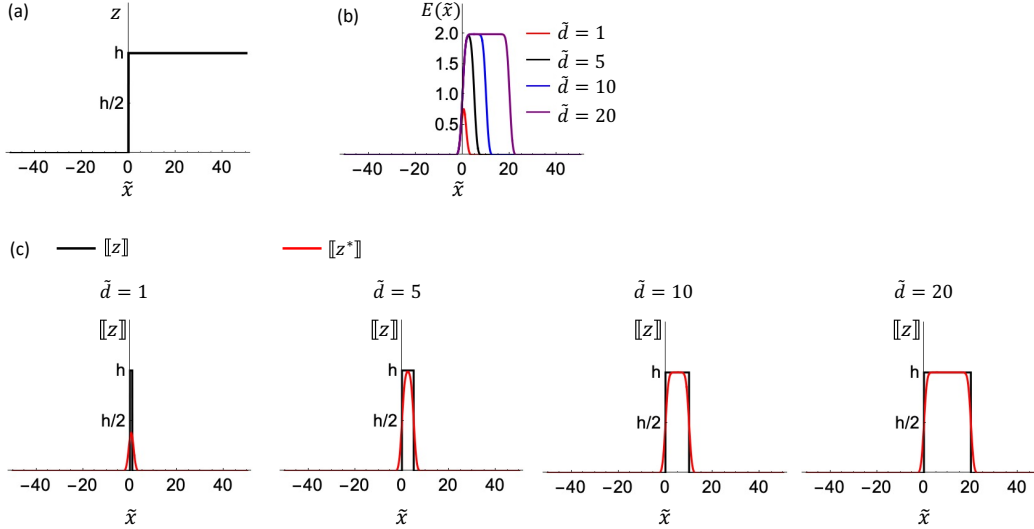 (a)
z
h
h/2
−40 −20 0 20 40
x̃
(b)
E(x̃)
2.0
1.5
1.0
0.5
−40 −20 0 20 40
x̃
d̃ = 1
d̃ = 5
d̃ = 10
d̃ = 20
(c)
⟦z⟧
⟦z*⟧
d̃ = 1
⟦z⟧
h
h/2
−40 −20 0 20 40
x̃
d̃ = 5
⟦z⟧
h
h/2
−40 −20 0 20 40
x̃
d̃ = 10
⟦z⟧
h
h/2
−40 −20 0 20 40
x̃
d̃ = 20
⟦z⟧
h
h/2
−40 −20 0 20 40
x̃